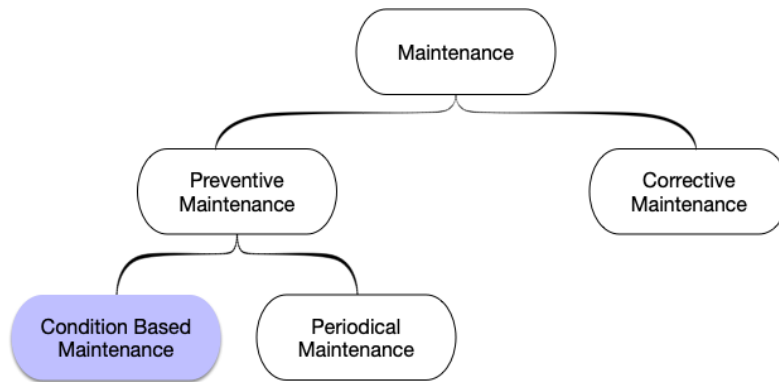 Maintenance
Preventive
Maintenance
Corrective
Maintenance
Condition Based
Maintenance
Periodical
Maintenance